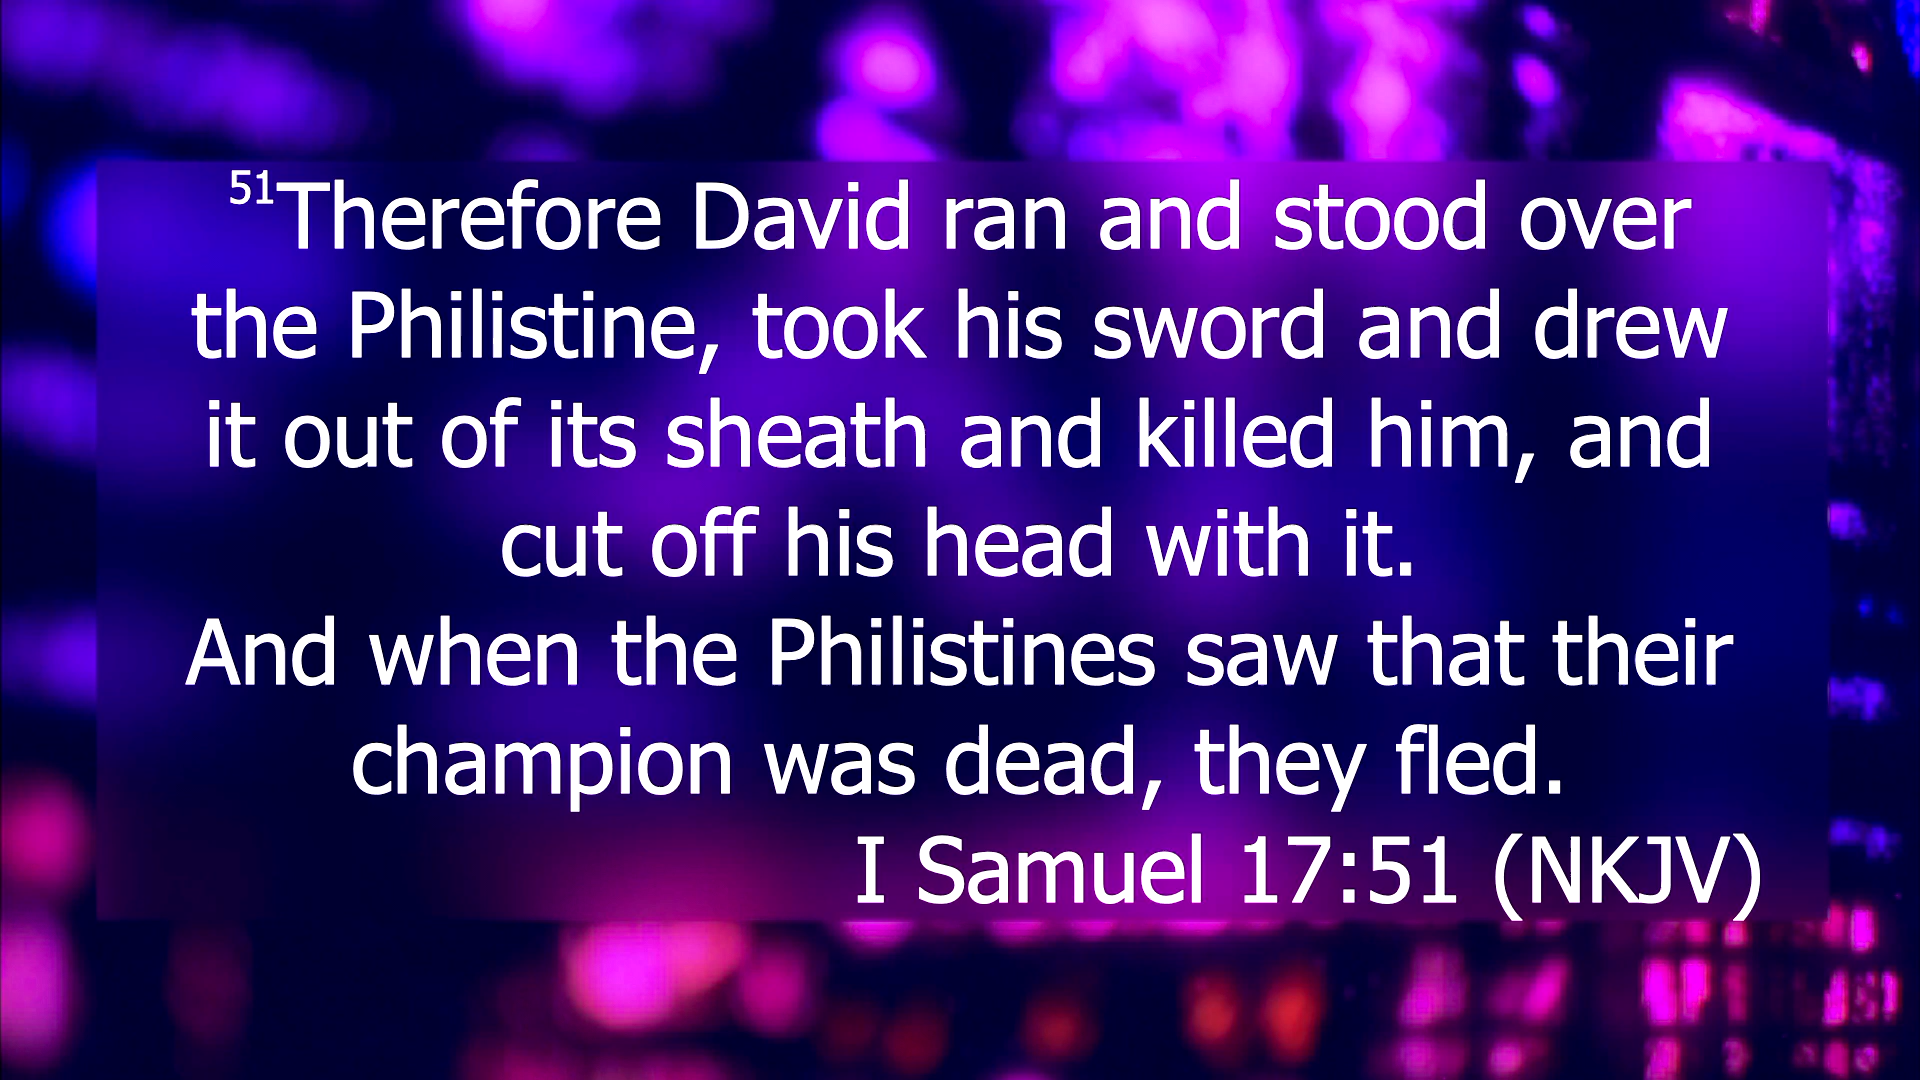 51Therefore David ran and stood over
the Philistine, took his sword and drew
it out of its sheath and killed him, and
cut off his head with it.
And when the Philistines saw that their
champion was dead, they fled.
I Samuel 17:51 (NKJV)